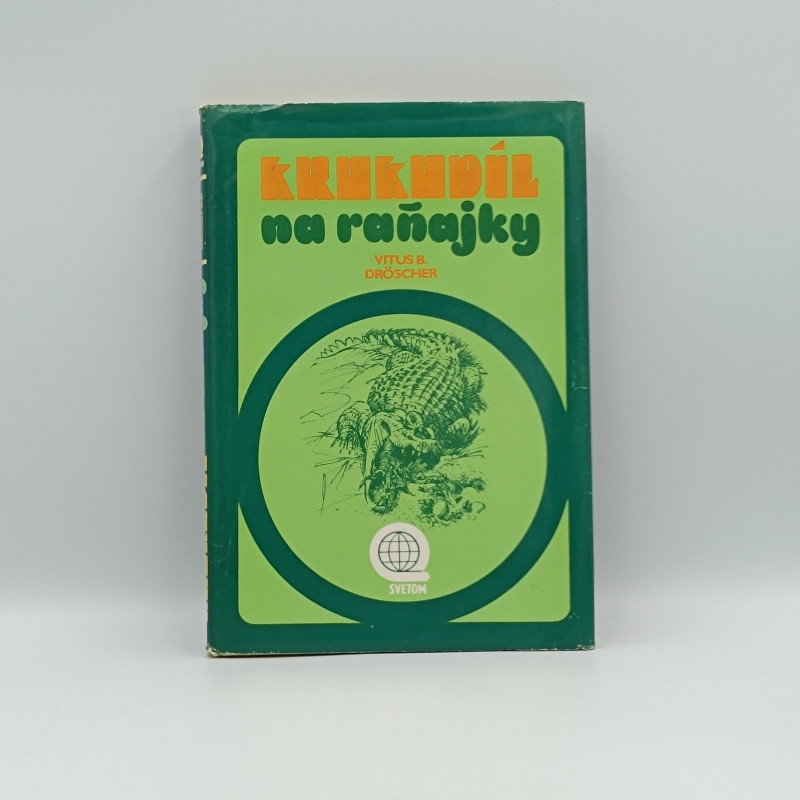 KROKODÍL
na raňajky
VITUS B.
DRÖSCHER
SVETOM